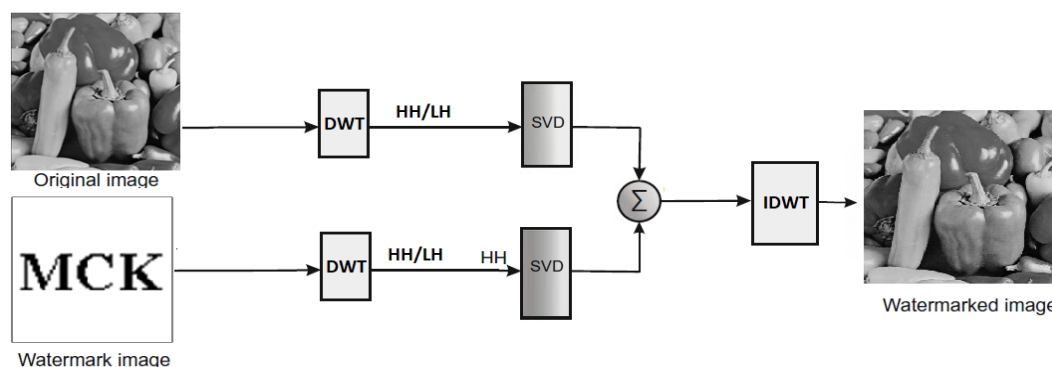 Original image
DWT
HH/LH
SVD
MCK
Watermark image
DWT
HH/LH
HH
SVD
Σ
IDWT
Watermarked image